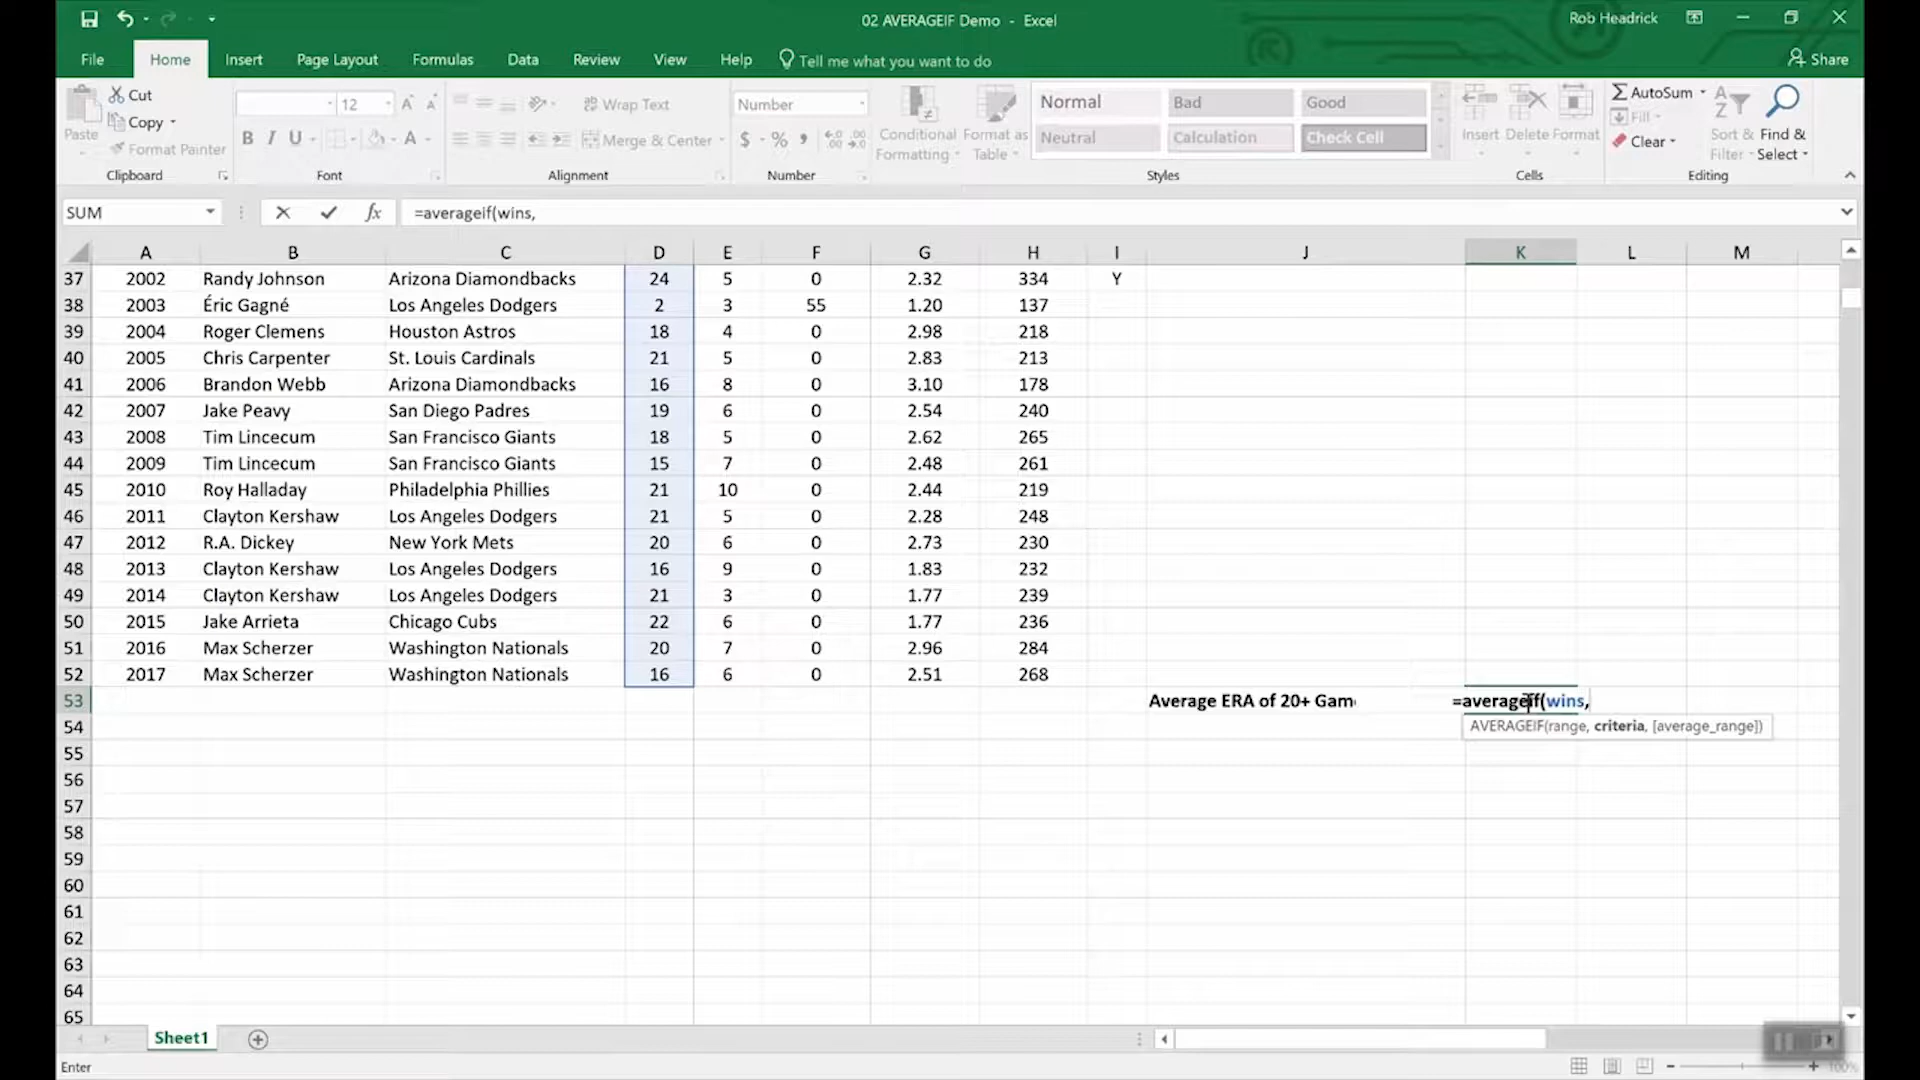 02 AVERAGEIF Demo - Excel
Rob Headrick
File Home Insert Page Layout Formulas Data Review View Help Tell me what you want to do Share
Paste
Cut
Copy
Format Painter
Clipboard
12
B I U
Font
Wrap Text
Merge & Center
Alignment
Number
$ % ,
Number
Conditional Formatting
Format as Table
Normal Bad Good
Neutral Calculation Check Cell
Styles
Insert Delete Format
Cells
AutoSum
Fill
Clear
Sort & Filter
Find & Select
Editing
SUM fx =averageif(wins,
A B C D E F G H I J K L M
37 2002 Randy Johnson Arizona Diamondbacks 24 5 0 2.32 334 Y
38 2003 Éric Gagné Los Angeles Dodgers 2 3 55 1.20 137
39 2004 Roger Clemens Houston Astros 18 4 0 2.98 218
40 2005 Chris Carpenter St. Louis Cardinals 21 5 0 2.83 213
41 2006 Brandon Webb Arizona Diamondbacks 16 8 0 3.10 178
42 2007 Jake Peavy San Diego Padres 19 6 0 2.54 240
43 2008 Tim Lincecum San Francisco Giants 18 5 0 2.62 265
44 2009 Tim Lincecum San Francisco Giants 15 7 0 2.48 261
45 2010 Roy Halladay Philadelphia Phillies 21 10 0 2.44 219
46 2011 Clayton Kershaw Los Angeles Dodgers 21 5 0 2.28 248
47 2012 R.A. Dickey New York Mets 20 6 0 2.73 230
48 2013 Clayton Kershaw Los Angeles Dodgers 16 9 0 1.83 232
49 2014 Clayton Kershaw Los Angeles Dodgers 21 3 0 1.77 239
50 2015 Jake Arrieta Chicago Cubs 22 6 0 1.77 236
51 2016 Max Scherzer Washington Nationals 20 7 0 2.96 284
52 2017 Max Scherzer Washington Nationals 16 6 0 2.51 268
53 Average ERA of 20+ Gam =averageif(wins,
54 AVERAGEIF(range, criteria, [average_range])
55
56
57
58
59
60
61
62
63
64
65
Sheet1
Enter
100%